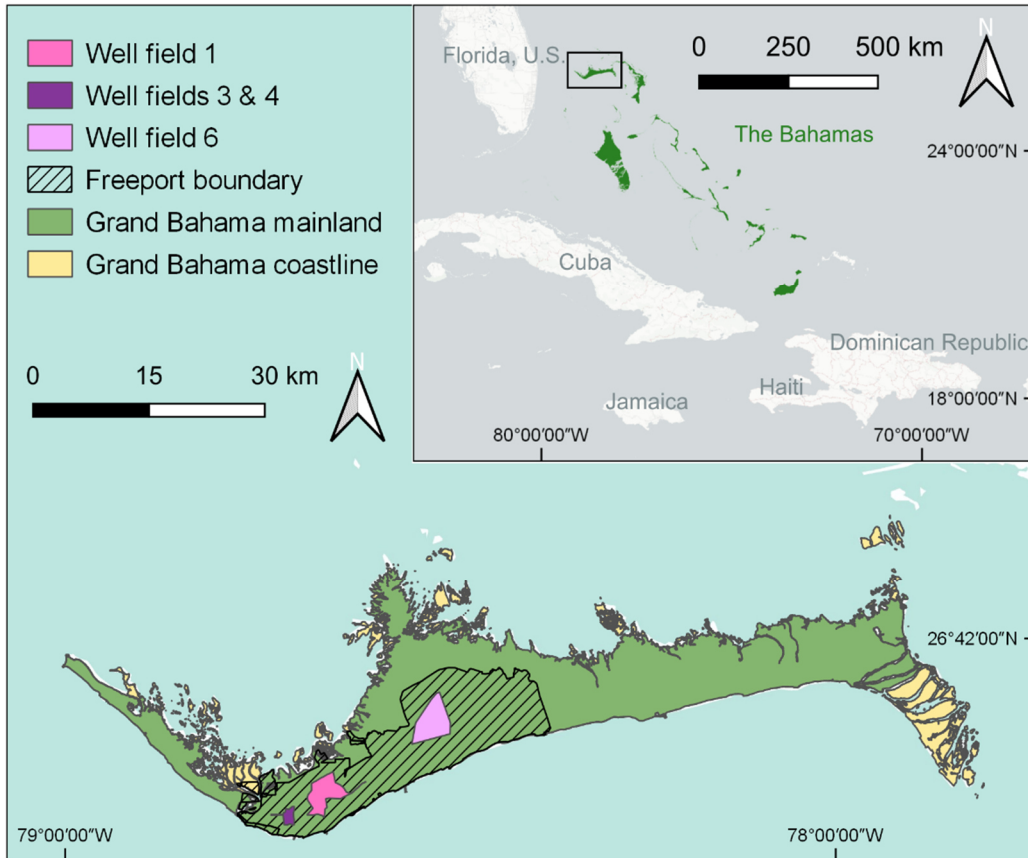 Well field 1
Well fields 3 & 4
Well field 6
Freeport boundary
Grand Bahama mainland
Grand Bahama coastline
0 15 30 km
N
Florida, U.S.
0 250 500 km
N
The Bahamas
24°00'00"N
Cuba
Dominican Republic
Haiti
Jamaica
18°00'00"N
80°00'00"W
70°00'00"W
26°42'00"N
79°00'00"W
78°00'00"W